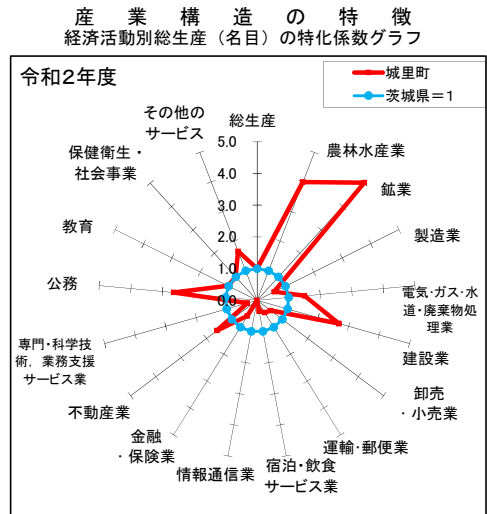 産業構造の特徴
経済活動別総生産（名目）の特化係数グラフ
令和2年度
城里町
茨城県＝1
総生産
5.0
4.0
3.0
2.0
1.0
0.0
農林水産業
鉱業
製造業
電気・ガス・水
道・廃棄物処
理業
建設業
卸売
・小売業
運輸・郵便業
宿泊・飲食
サービス業
情報通信業
金融
・保険業
不動産業
専門・科学技
術，業務支援
サービス業
公務
教育
保健衛生・
社会事業
その他の
サービス